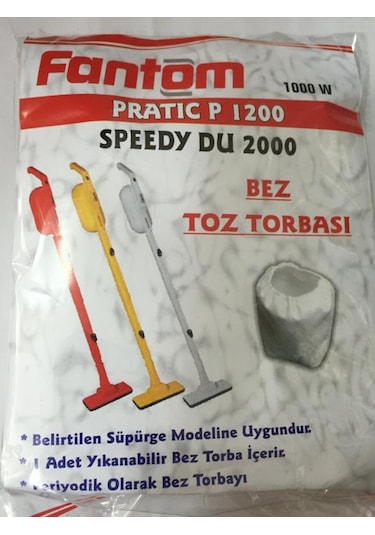 Fantom
1000 W
PRATIC P 1200
SPEEDY DU 2000
BEZ
TOZ TORBASI
* Belirtilen Süpürge Modeline Uygundur.
* 1 Adet Yıkanabilir Bez Torba İçerir.
* Periyodik Olarak Bez Torbayı